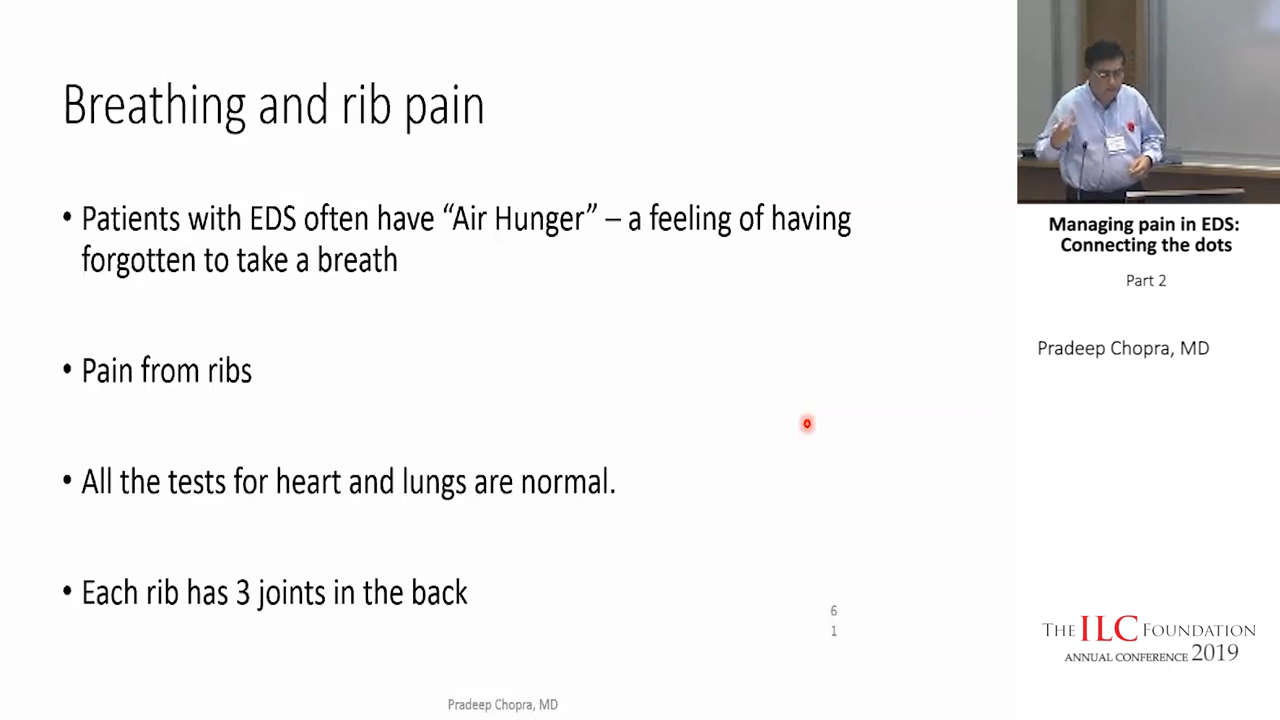 Breathing and rib pain
• Patients with EDS often have “Air Hunger” – a feeling of having
forgotten to take a breath
• Pain from ribs
• All the tests for heart and lungs are normal.
• Each rib has 3 joints in the back
6
1
Pradeep Chopra, MD
Managing pain in EDS:
Connecting the dots
Part 2
Pradeep Chopra, MD
THE ILC FOUNDATION
ANNUAL CONFERENCE 2019